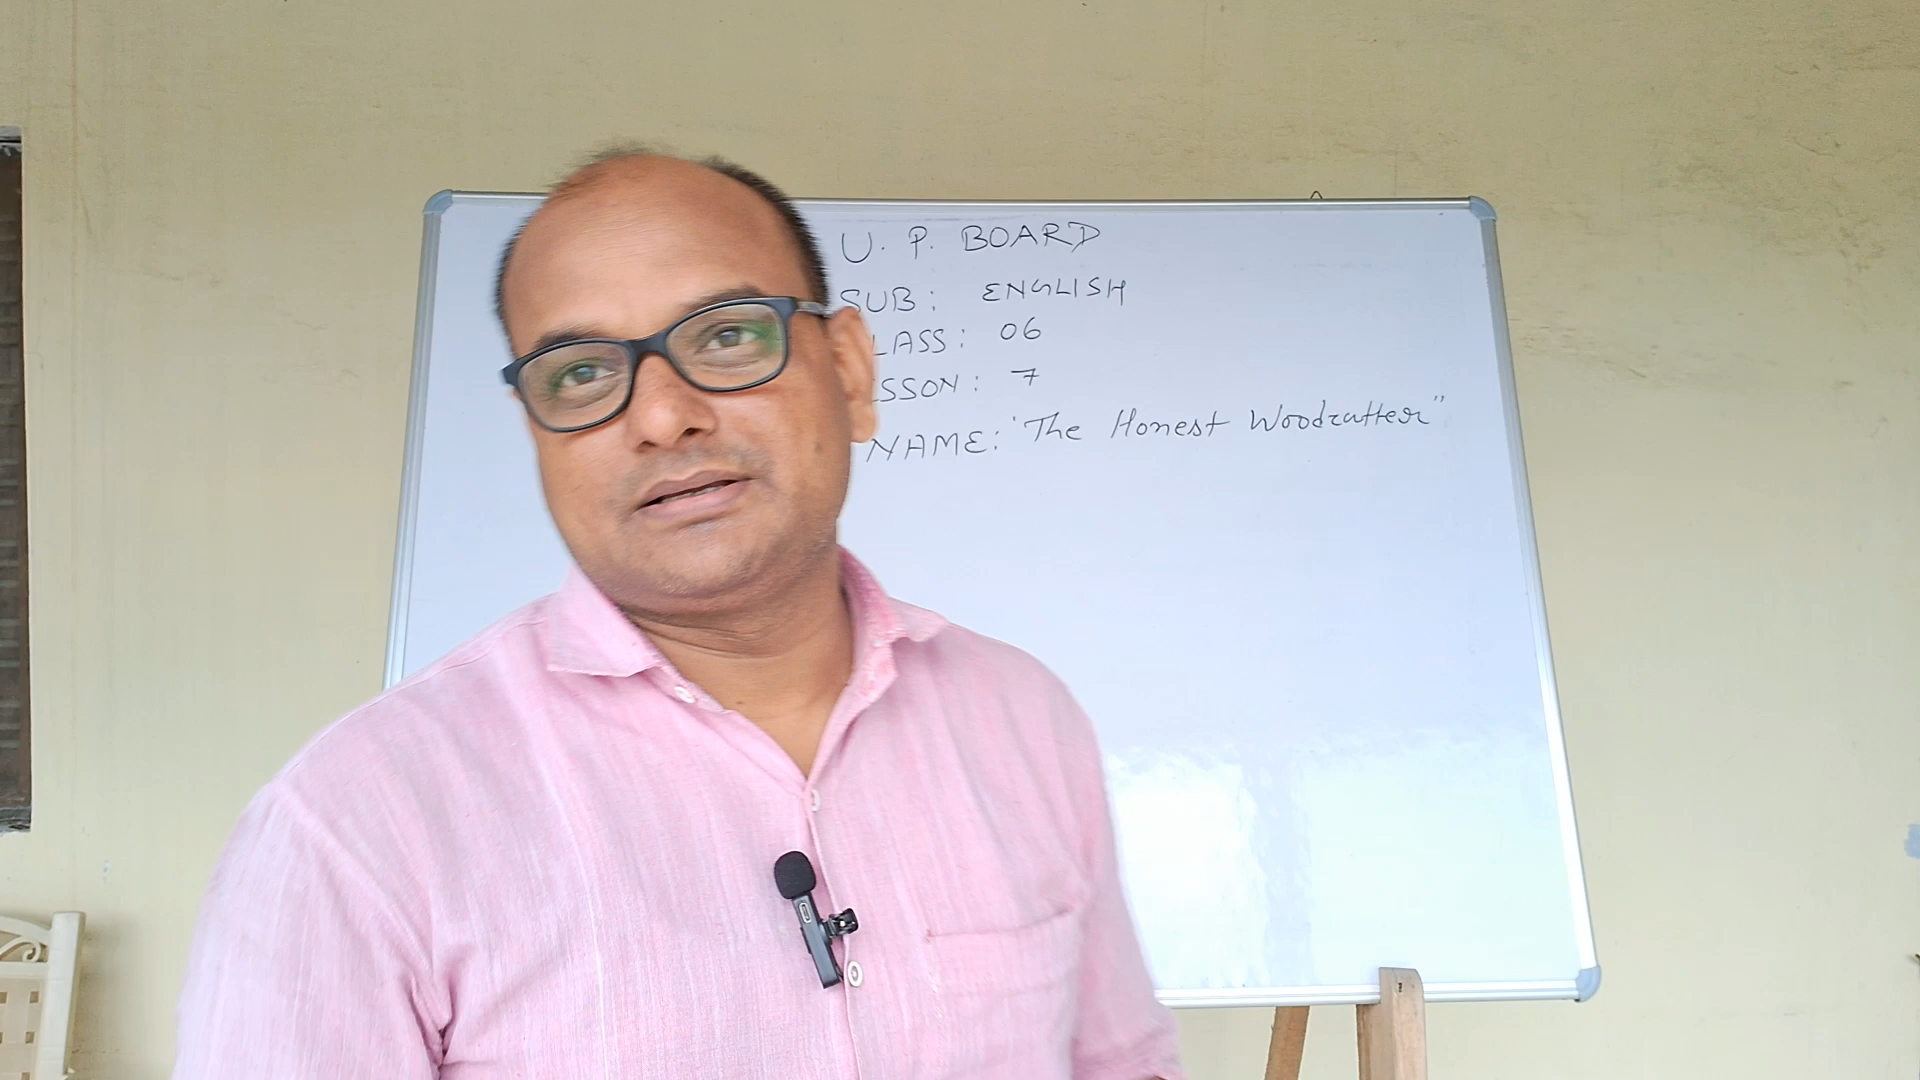 U. P. BOARD
SUB: ENGLISH
LASS: 06
SSON: 7
NAME: 'The Honest Woodcutter"